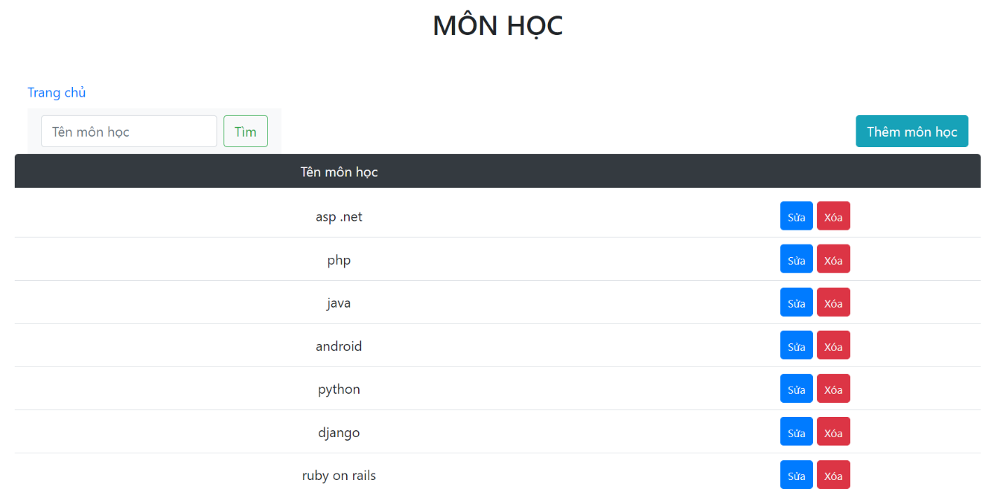 MÔN HỌC
Trang chủ
Tên môn học Tìm Thêm môn học
Tên môn học
asp .net Sửa Xóa
php Sửa Xóa
java Sửa Xóa
android Sửa Xóa
python Sửa Xóa
django Sửa Xóa
ruby on rails Sửa Xóa